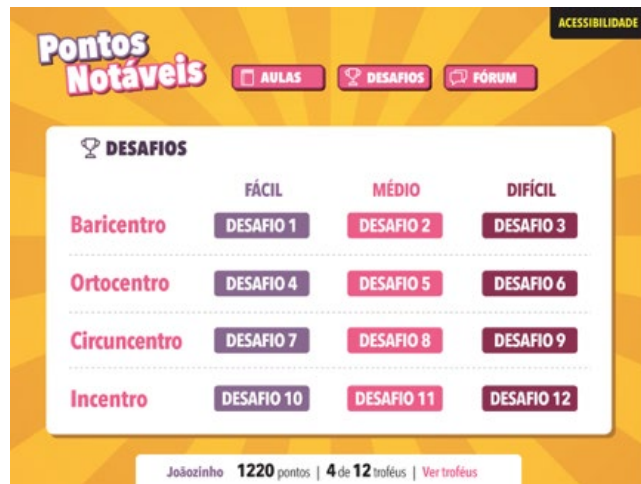 ACESSIBILIDADE
Pontos
Notáveis
AULAS
DESAFIOS
FÓRUM
DESAFIOS
FÁCIL MÉDIO DIFÍCIL
Baricentro DESAFIO 1 DESAFIO 2 DESAFIO 3
Ortocentro DESAFIO 4 DESAFIO 5 DESAFIO 6
Circuncentro DESAFIO 7 DESAFIO 8 DESAFIO 9
Incentro DESAFIO 10 DESAFIO 11 DESAFIO 12
Joãozinho 1220 pontos | 4 de 12 troféus | Ver troféus